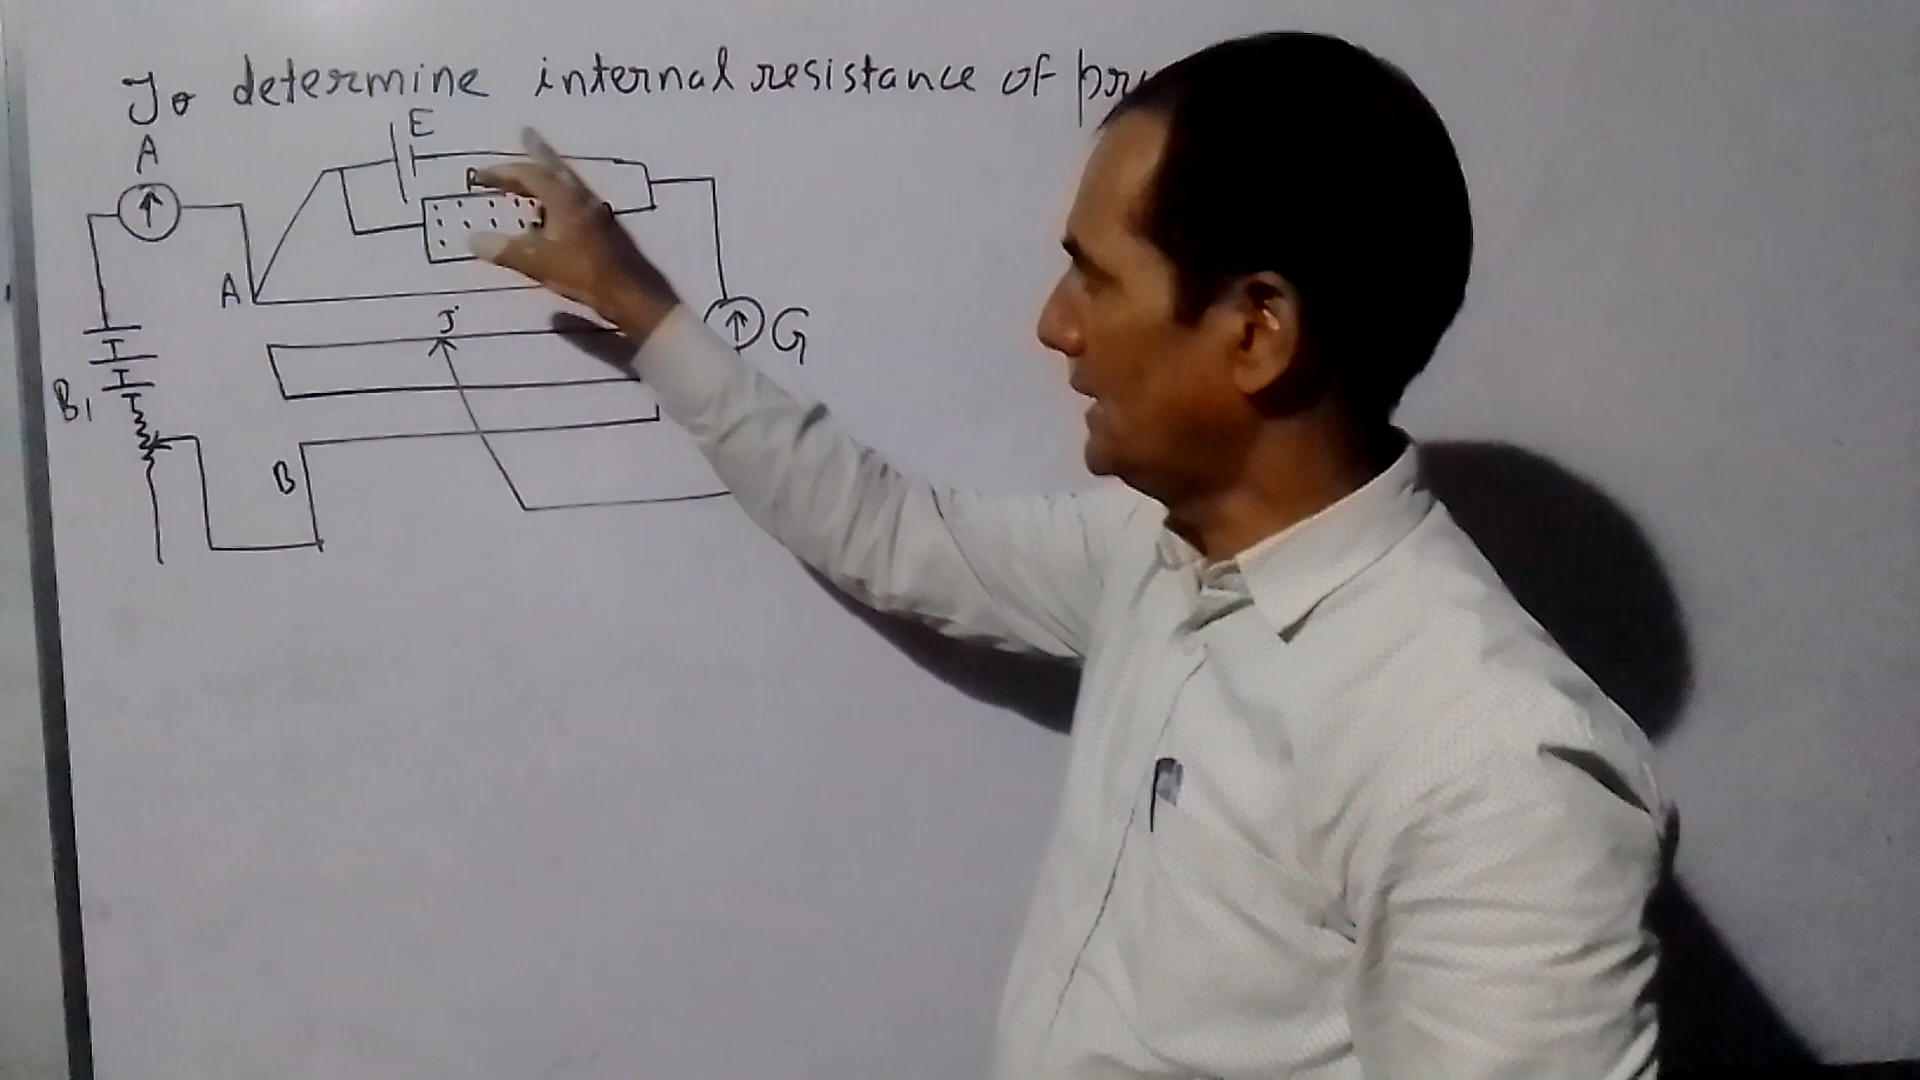 To determine internal resistance of
E
A
R
A
J
G
B1
B